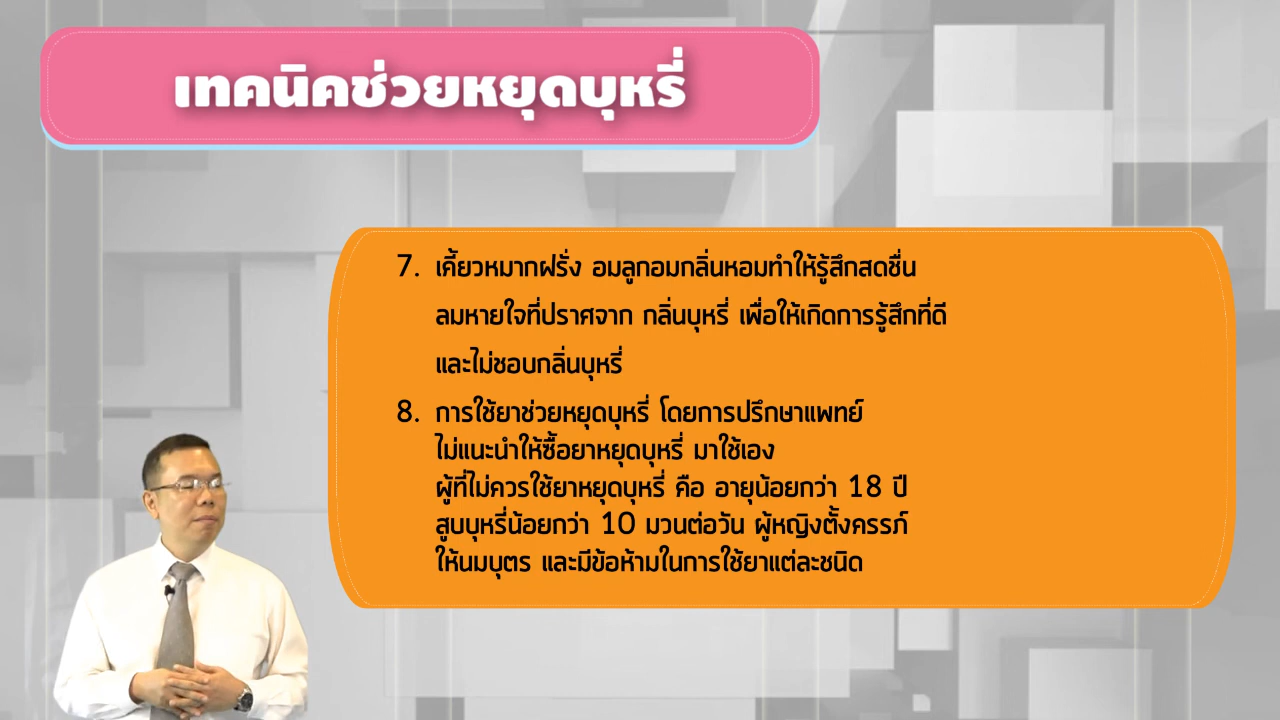 เทคนิคช่วยหยุดบุหรี่
7. เคี้ยวหมากฝรั่ง อมลูกอมกลิ่นหอมทำให้รู้สึกสดชื่น
ลมหายใจที่ปราศจาก กลิ่นบุหรี่ เพื่อให้เกิดการรู้สึกที่ดี
และไม่ชอบกลิ่นบุหรี่
8. การใช้ยาช่วยหยุดบุหรี่ โดยการปรึกษาแพทย์
ไม่แนะนำให้ซื้อยาหยุดบุหรี่ มาใช้เอง
ผู้ที่ไม่ควรใช้ยาหยุดบุหรี่ คือ อายุน้อยกว่า 18 ปี
สูบบุหรี่น้อยกว่า 10 มวนต่อวัน ผู้หญิงตั้งครรภ์
ให้นมบุตร และมีข้อห้ามในการใช้ยาแต่ละชนิด